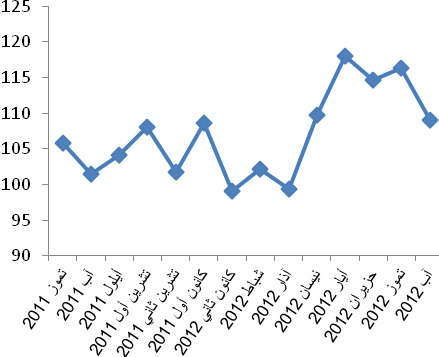 125
120
115
110
105
100
95
90
تموز 2011
آب 2011
أيلول 2011
تشرين أول 2011
تشرين ثاني 2011
كانون أول 2011
كانون ثاني 2012
شباط 2012
آذار 2012
نيسان 2012
أيار 2012
حزيران 2012
تموز 2012
آب 2012